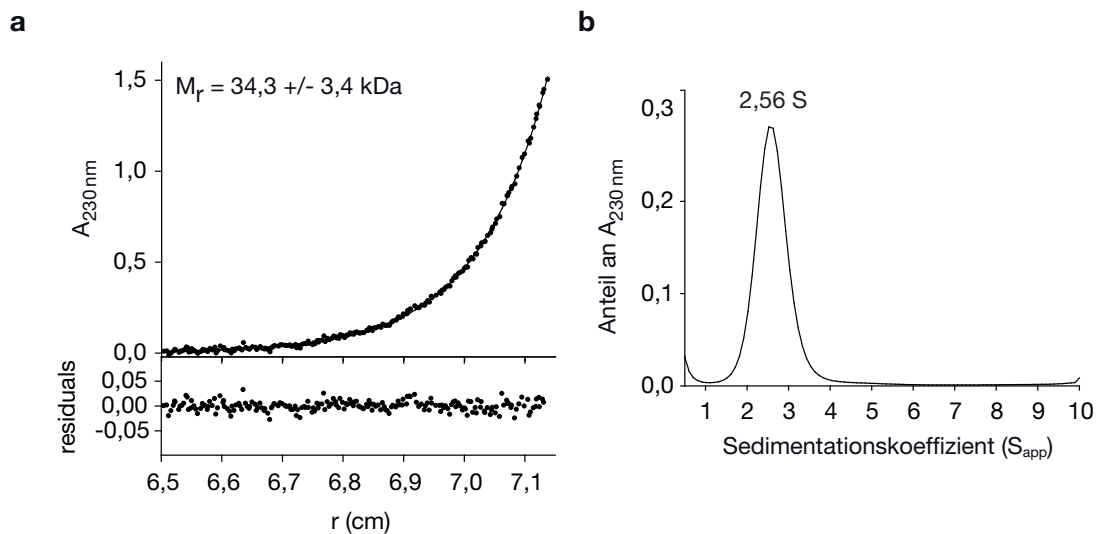 a
M_r = 34,3 +/- 3,4 kDa
A_230 nm
1,5
1,0
0,5
0,0
residuals
0,05
0,00
-0,05
6,5 6,6 6,7 6,8 6,9 7,0 7,1
r (cm)
b
2,56 S
Anteil an A_230 nm
0,3
0,2
0,1
0,0
1 2 3 4 5 6 7 8 9 10
Sedimentationskoeffizient (S_app)